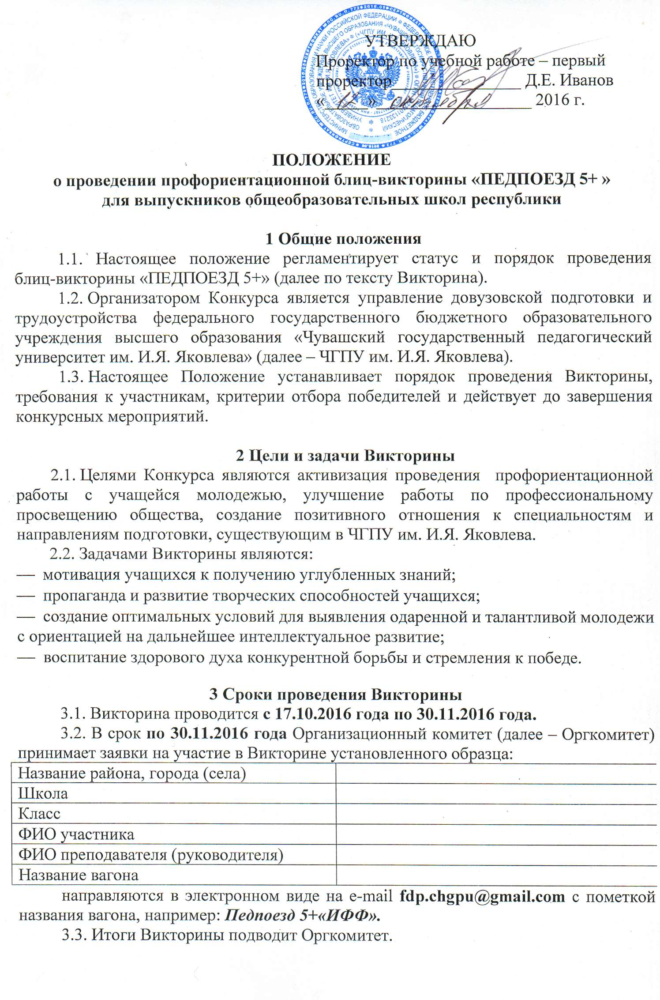 УТВЕРЖДАЮ
Проректор по учебной работе – первый
проректор_______________ Д.Е. Иванов
«12» октября 2016 г.
ПОЛОЖЕНИЕ
о проведении профориентационной блиц-викторины «ПЕДПОЕЗД 5+ »
для выпускников общеобразовательных школ республики
1 Общие положения
1.1. Настоящее положение регламентирует статус и порядок проведения
блиц-викторины «ПЕДПОЕЗД 5+» (далее по тексту Викторина).
1.2. Организатором Конкурса является управление довузовской подготовки и
трудоустройства федерального государственного бюджетного образовательного
учреждения высшего образования «Чувашский государственный педагогический
университет им. И.Я. Яковлева» (далее – ЧГПУ им. И.Я. Яковлева).
1.3. Настоящее Положение устанавливает порядок проведения Викторины,
требования к участникам, критерии отбора победителей и действует до завершения
конкурсных мероприятий.
2 Цели и задачи Викторины
2.1. Целями Конкурса являются активизация проведения профориентационной
работы с учащейся молодежью, улучшение работы по профессиональному
просвещению общества, создание позитивного отношения к специальностям и
направлениям подготовки, существующим в ЧГПУ им. И.Я. Яковлева.
2.2. Задачами Викторины являются:
— мотивация учащихся к получению углубленных знаний;
— пропаганда и развитие творческих способностей учащихся;
— создание оптимальных условий для выявления одаренной и талантливой молодежи
с ориентацией на дальнейшее интеллектуальное развитие;
— воспитание здорового духа конкурентной борьбы и стремления к победе.
3 Сроки проведения Викторины
3.1. Викторина проводится с 17.10.2016 года по 30.11.2016 года.
3.2. В срок по 30.11.2016 года Организационный комитет (далее – Оргкомитет)
принимает заявки на участие в Викторине установленного образца:
Название района, города (села)
Школа
Класс
ФИО участника
ФИО преподавателя (руководителя)
Название вагона
направляются в электронном виде на e-mail fdp.chgpu@gmail.com с пометкой
названия вагона, например: Педпоезд 5+«ИФФ».
3.3. Итоги Викторины подводит Оргкомитет.